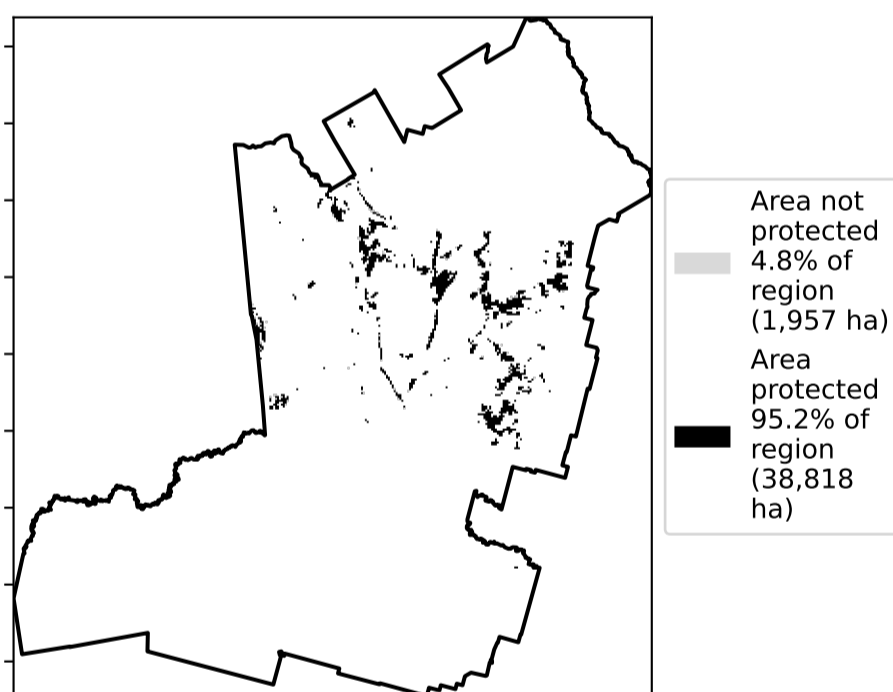 Area not
protected
4.8% of
region
(1,957 ha)
Area
protected
95.2% of
region
(38,818
ha)